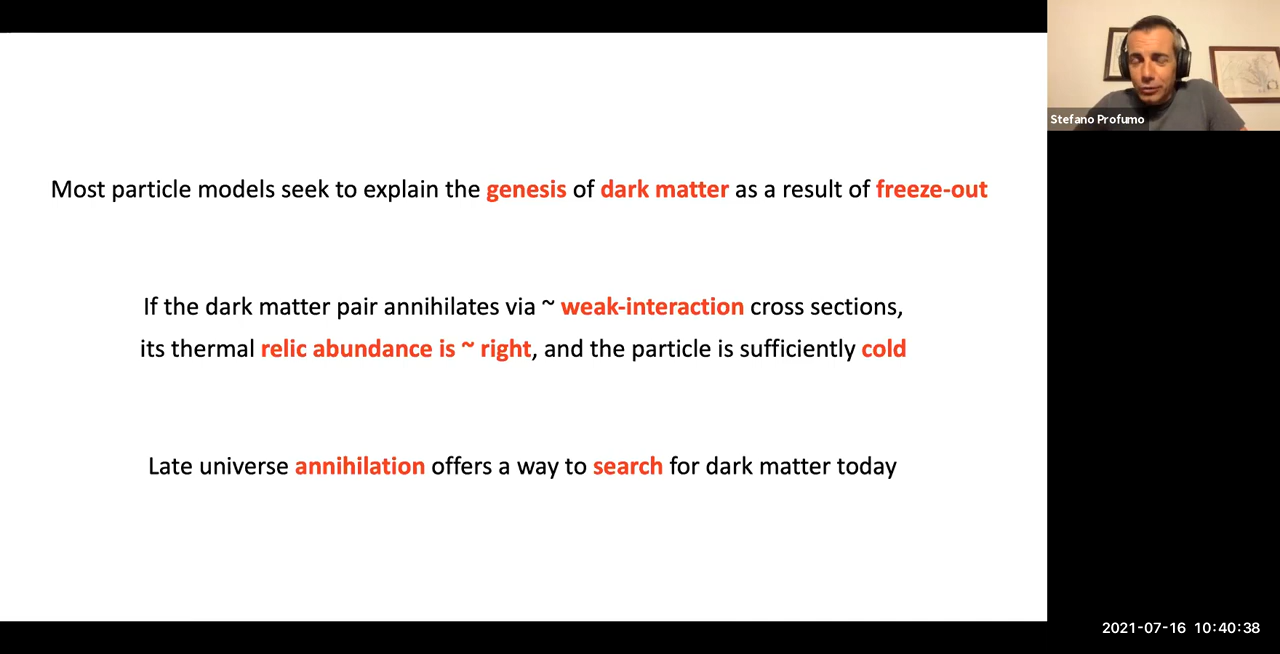 Most particle models seek to explain the genesis of dark matter as a result of freeze-out
If the dark matter pair annihilates via ~ weak-interaction cross sections,
its thermal relic abundance is ~ right, and the particle is sufficiently cold
Late universe annihilation offers a way to search for dark matter today
Stefano Profumo
2021-07-16 10:40:38